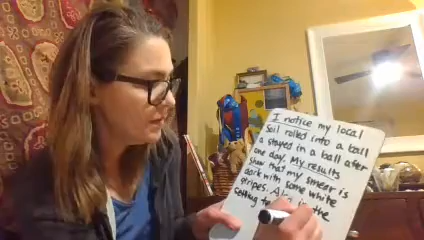 I notice my local
Soil rolled into a ball
& stayed in a ball after
one day. My results
show that my smear is
dark with some white
stripes. in the